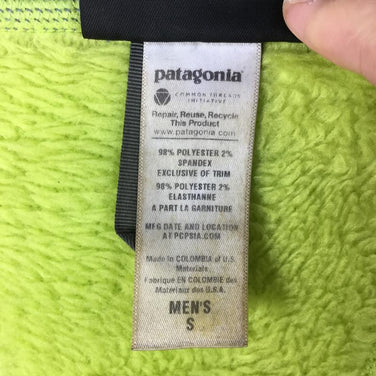 patagonia
COMMON THREADS
INITIATIVE
Repair, Reuse, Recycle
This Product
www.patagonia.com
98% POLYESTER 2%
SPANDEX
EXCLUSIVE OF TRIM
98% POLYESTER 2%
ELASTHANNE
A PART LA GARNITURE
MFG DATE AND LOCATION
AT PCPSIA.COM
Made in COLOMBIA of U.S.
Materials.
Fabriqué EN COLOMBIE des
Matériaux des U.S.A.
MEN'S
S